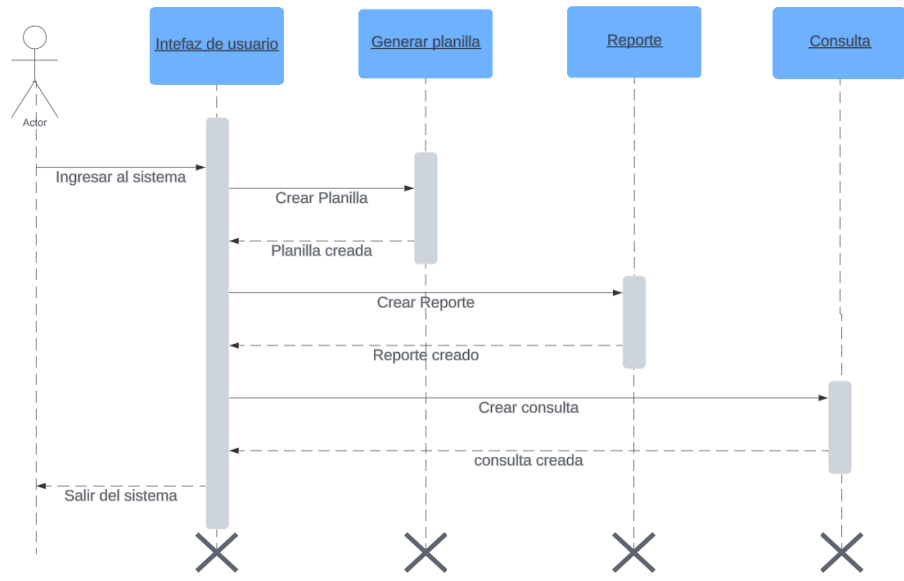 Intefaz de usuario
Generar planilla
Reporte
Consulta
Actor
Ingresar al sistema
Crear Planilla
Planilla creada
Crear Reporte
Reporte creado
Crear consulta
consulta creada
Salir del sistema